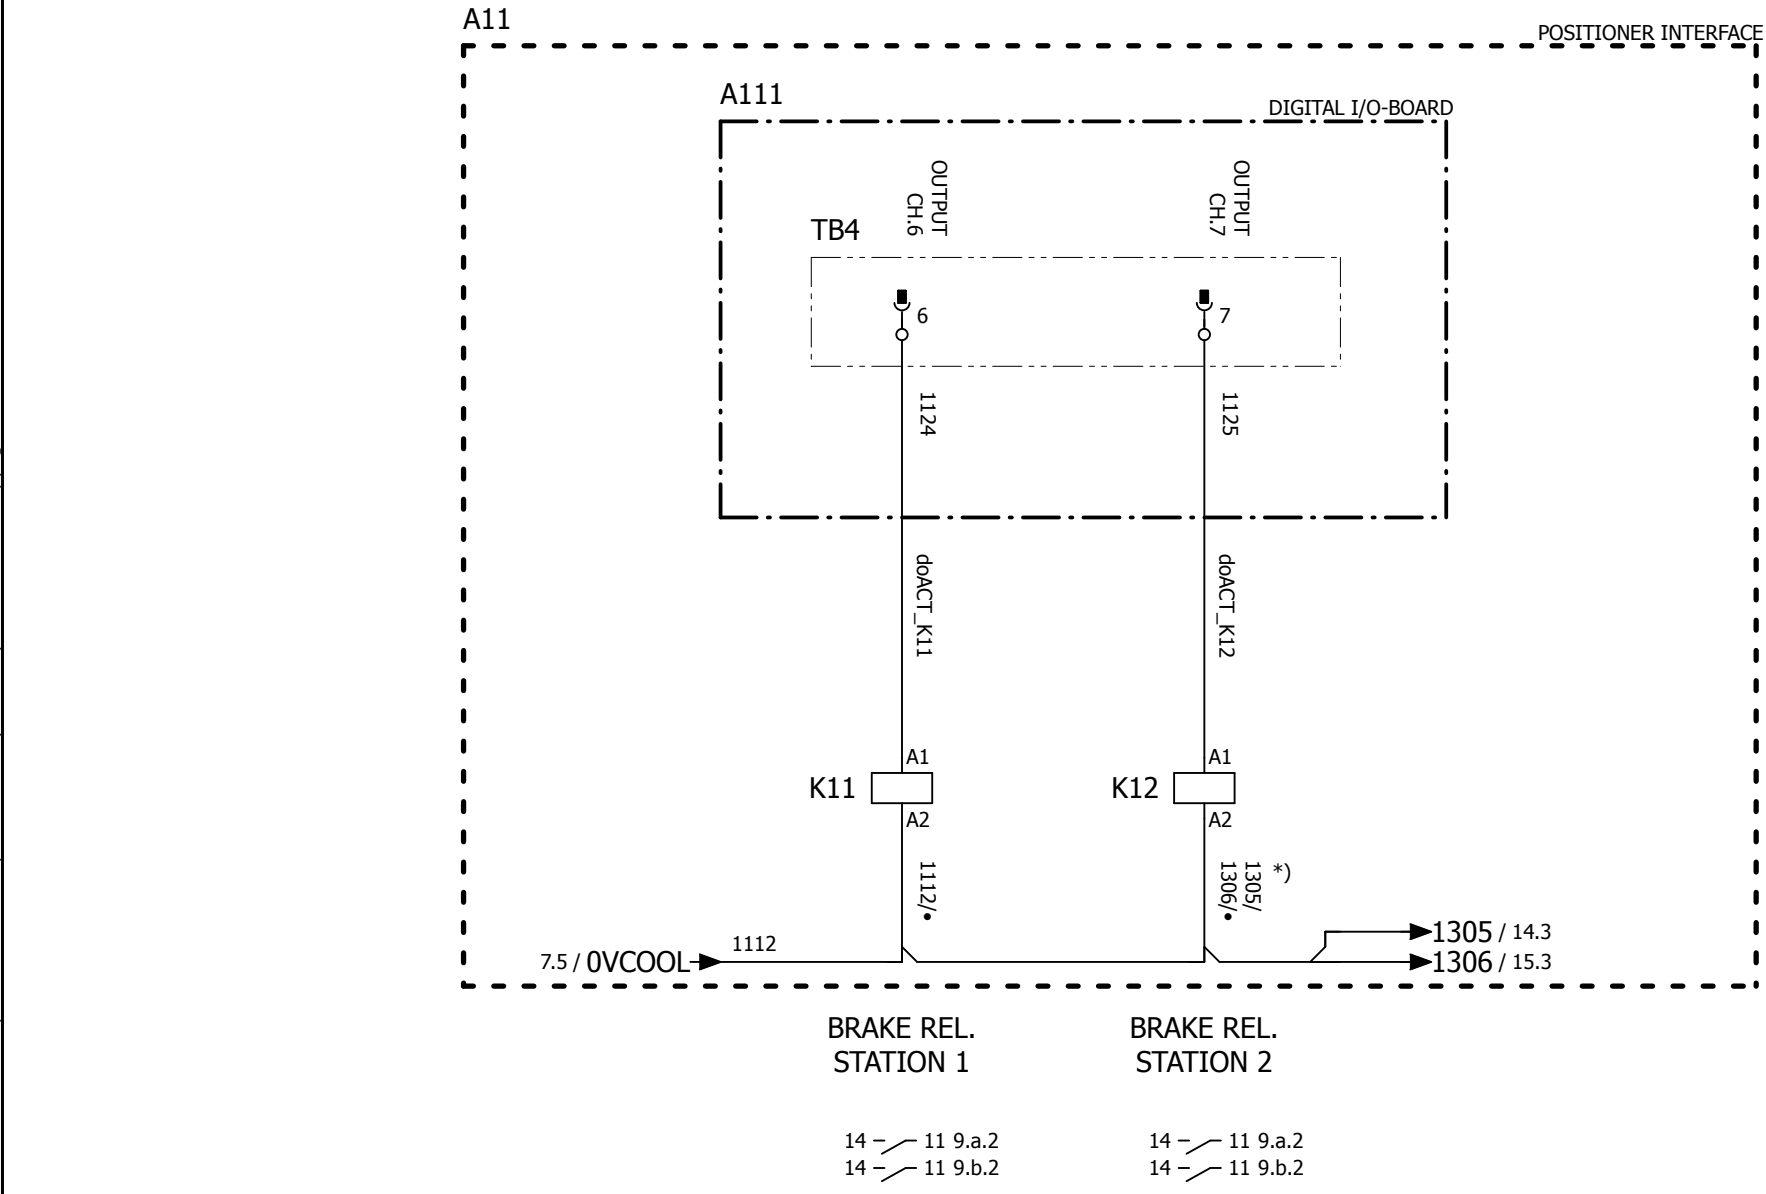 A11
POSITIONER INTERFACE
A111
DIGITAL I/O-BOARD
OUTPUT
CH.6
OUTPUT
CH.7
TB4
6
7
1124
1125
doACT_K11
doACT_K12
A1
A1
K11
K12
A2
A2
1112/•
1305/
1306/•
*)
1112
7.5 / 0VCOOL
1305 / 14.3
1306 / 15.3
BRAKE REL.
STATION 1
BRAKE REL.
STATION 2
14 11 9.a.2
14 11 9.b.2
14 11 9.a.2
14 11 9.b.2